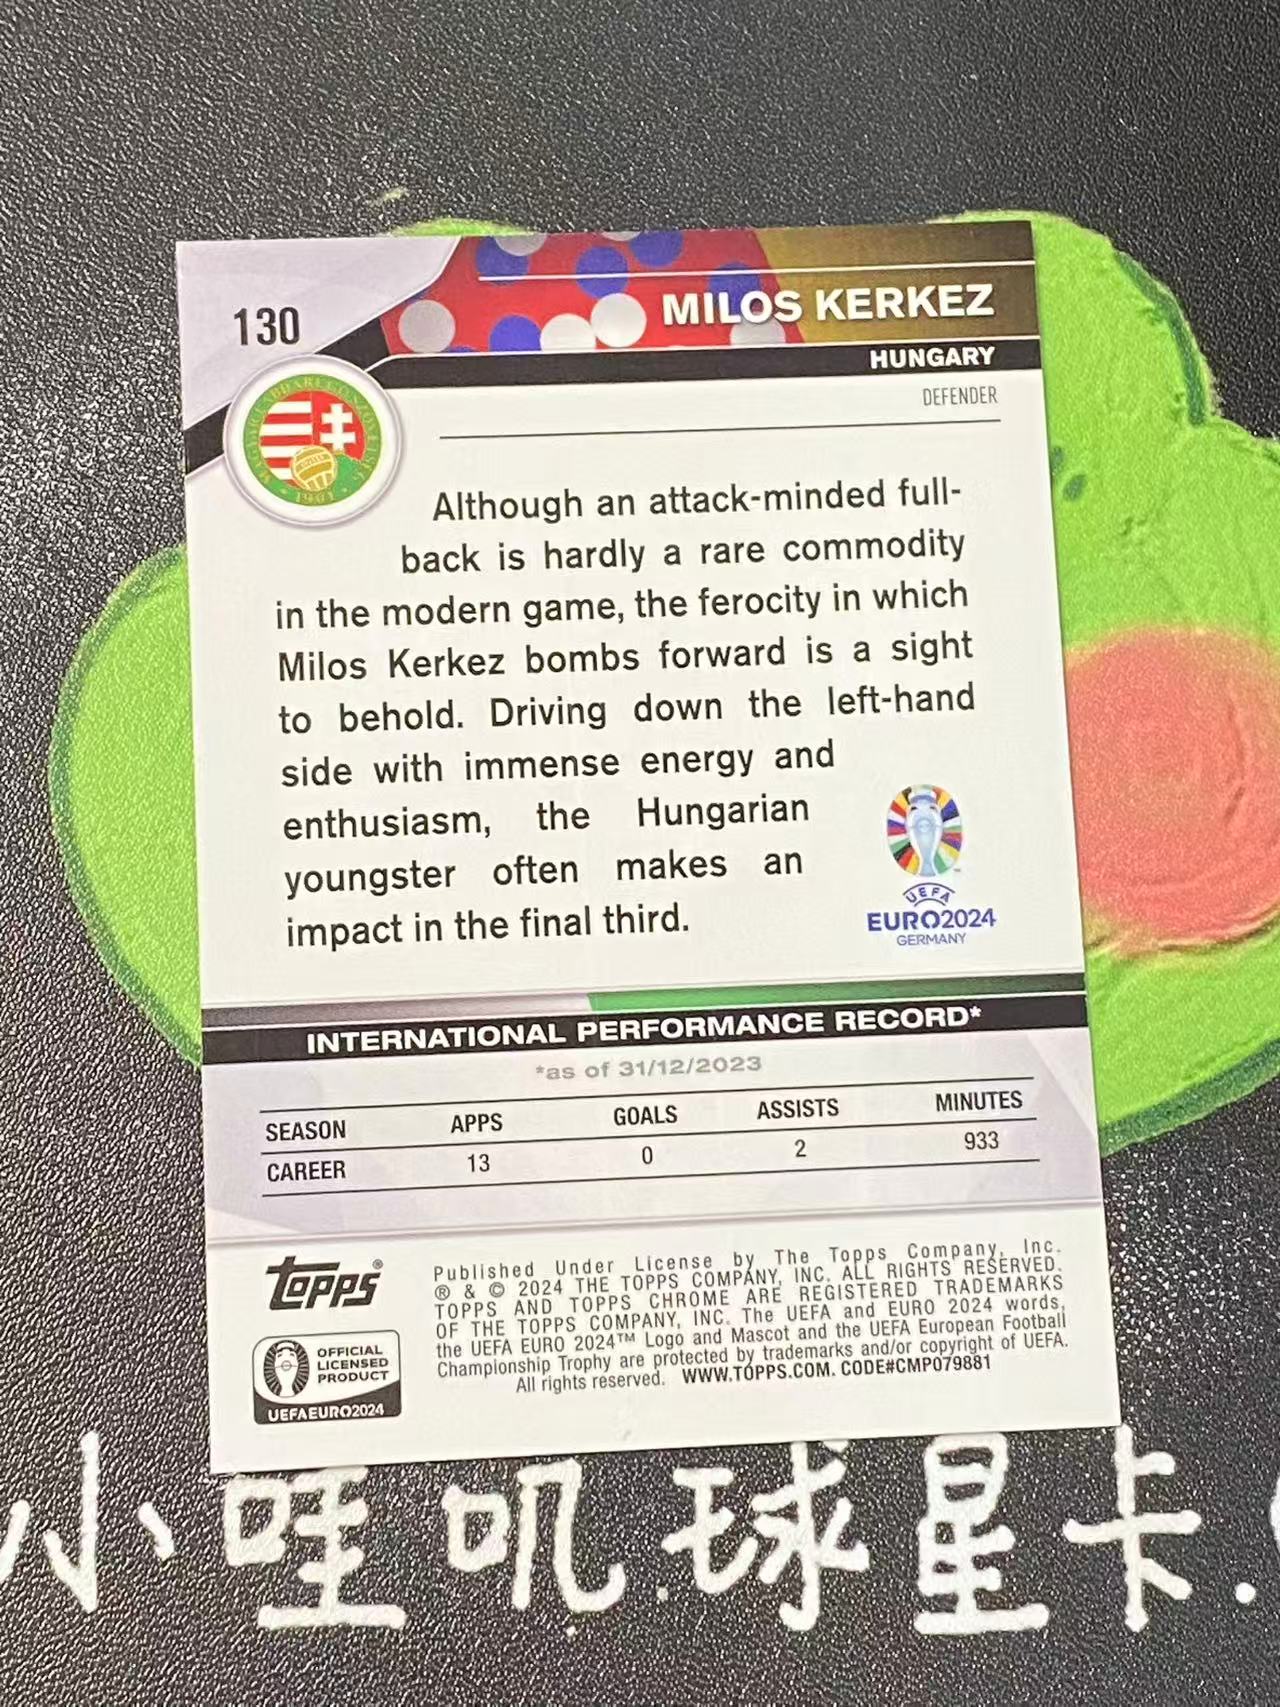 130
MILOS KERKEZ
HUNGARY
DEFENDER
Although an attack-minded full-
back is hardly a rare commodity
in the modern game, the ferocity in which
Milos Kerkez bombs forward is a sight
to behold. Driving down the left-hand
side with immense energy and
enthusiasm, the Hungarian
youngster often makes an
impact in the final third.
UEFA
EURO2024
GERMANY
INTERNATIONAL PERFORMANCE RECORD*
*as of 31/12/2023
SEASON APPS GOALS ASSISTS MINUTES
CAREER 13 0 2 933
Topps®
OFFICIAL
LICENSED
PRODUCT
UEFAEURO2024
Published Under License by The Topps Company, Inc.
® & © 2024 THE TOPPS COMPANY, INC. ALL RIGHTS RESERVED.
TOPPS AND TOPPS CHROME ARE REGISTERED TRADEMARKS
OF THE TOPPS COMPANY, INC. The UEFA and EURO 2024 words,
the UEFA EURO 2024™ Logo and Mascot and the UEFA European Football
Championship Trophy are protected by trademarks and/or copyright of UEFA.
All rights reserved. WWW.TOPPS.COM. CODE#CMP079881
小哇叽球星卡.